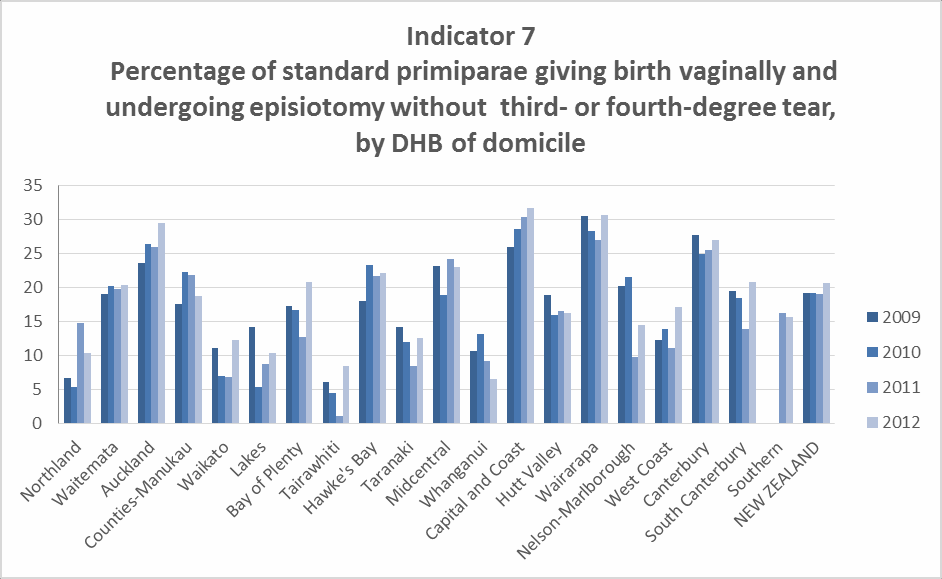 Indicator 7
Percentage of standard primiparae giving birth vaginally and
undergoing episiotomy without third- or fourth-degree tear,
by DHB of domicile
35
30
25
20
15
10
5
0
Northland
Waitemata
Auckland
Counties-Manukau
Waikato
Lakes
Bay of Plenty
Tairawhiti
Hawke's Bay
Taranaki
Midcentral
Whanganui
Capital and Coast
Hutt Valley
Wairarapa
Nelson-Marlborough
West Coast
Canterbury
South Canterbury
Southern
NEW ZEALAND
2009
2010
2011
2012